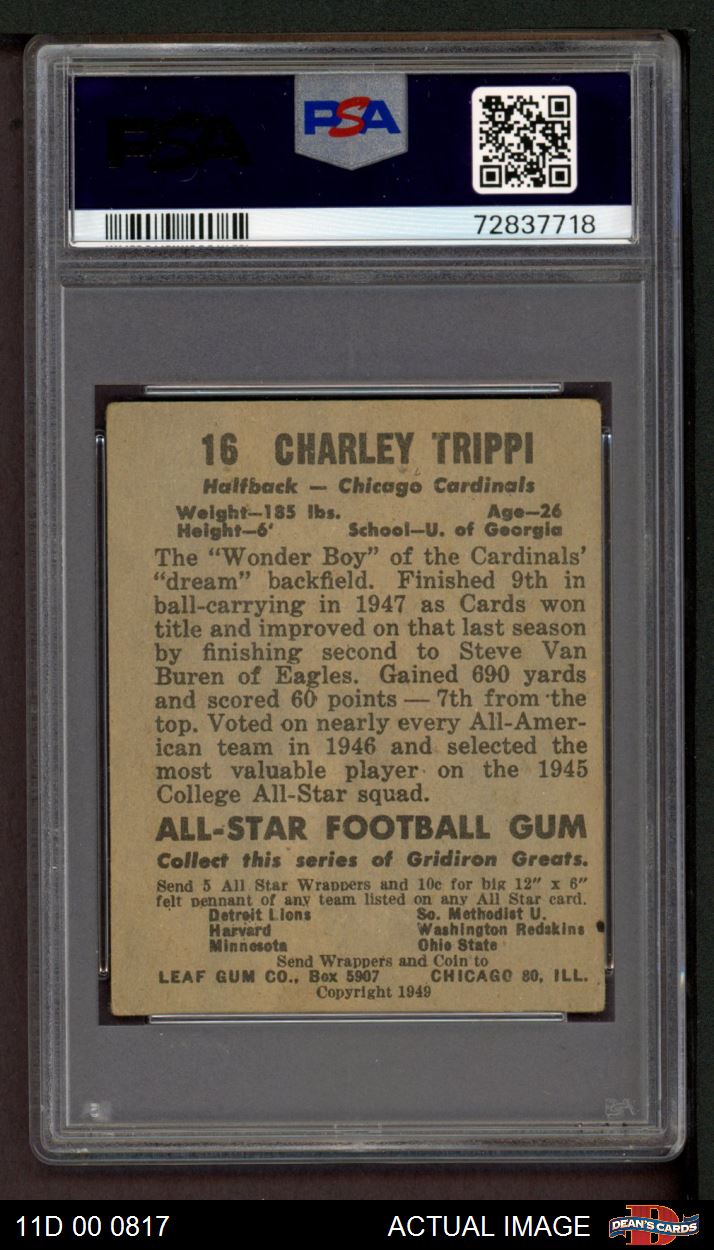 PSA
PSA
72837718
16 CHARLEY TRIPPI
Halfback — Chicago Cardinals
Weight—185 lbs. Age—26
Height—6' School—U. of Georgia
The "Wonder Boy" of the Cardinals'
"dream" backfield. Finished 9th in
ball-carrying in 1947 as Cards won
title and improved on that last season
by finishing second to Steve Van
Buren of Eagles. Gained 690 yards
and scored 60 points — 7th from the
top. Voted on nearly every All-Amer-
ican team in 1946 and selected the
most valuable player on the 1945
College All-Star squad.
ALL-STAR FOOTBALL GUM
Collect this series of Gridiron Greats.
Send 5 All Star Wrappers and 10c for big 12" x 6"
felt pennant of any team listed on any All Star card.
Detroit Lions So. Methodist U.
Harvard Washington Redskins
Minnesota Ohio State
Send Wrappers and Coin to
LEAF GUM CO., Box 5907 CHICAGO 80, ILL.
Copyright 1949
PSA
11D 00 0817 ACTUAL IMAGE DEAN'S CARDS